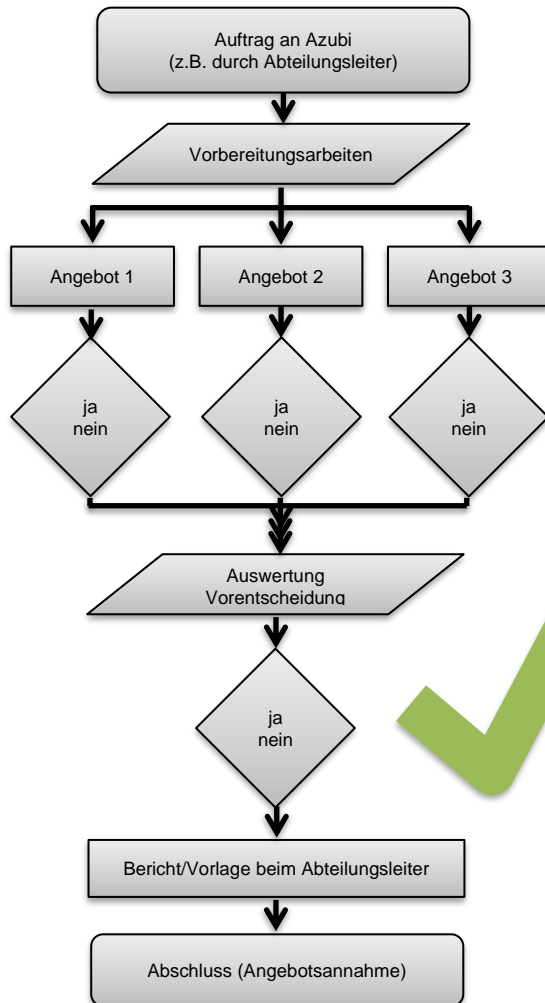 Auftrag an Azubi
(z.B. durch Abteilungsleiter)
Vorbereitungsarbeiten
Angebot 1
Angebot 2
Angebot 3
ja
nein
ja
nein
ja
nein
Auswertung
Vorentscheidung
ja
nein
Bericht/Vorlage beim Abteilungsleiter
Abschluss (Angebotsannahme)